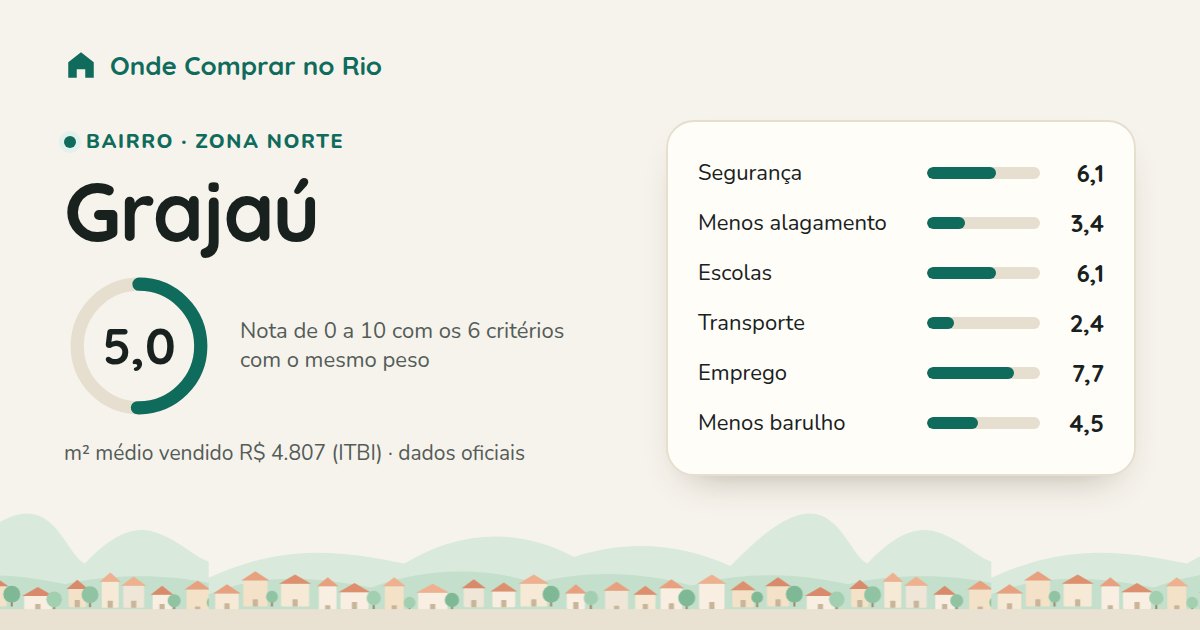 Onde Comprar no Rio
BAIRRO · ZONA NORTE
Grajaú
5,0
Nota de 0 a 10 com os 6 critérios
com o mesmo peso
m² médio vendido R$ 4.807 (ITBI) · dados oficiais
Segurança 6,1
Menos alagamento 3,4
Escolas 6,1
Transporte 2,4
Emprego 7,7
Menos barulho 4,5